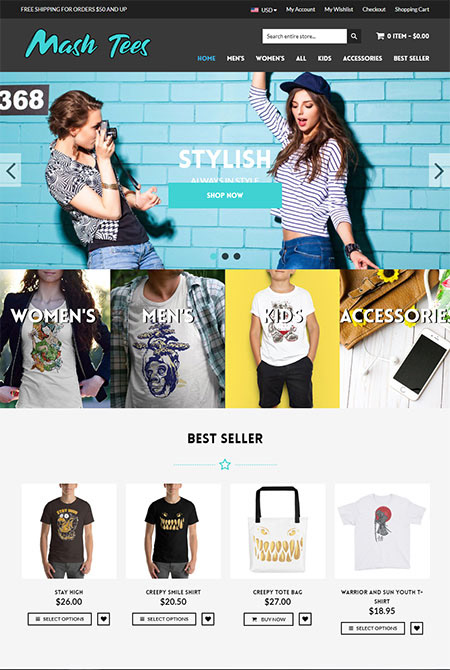 FREE SHIPPING FOR ORDERS $50 AND UP
USD My Account My Wishlist Checkout Shopping Cart
Mash Tees
Search entire store...
0 ITEM - $0.00
HOME MEN'S WOMEN'S ALL KIDS ACCESSORIES BEST SELLER
368
STYLISH
ALWAYS IN STYLE
SHOP NOW
WOMEN'S MEN'S KIDS ACCESSORIE
BEST SELLER
STAY HIGH
STAY HIGH
$26.00
SELECT OPTIONS
CREEPY SMILE SHIRT
$20.50
SELECT OPTIONS
CREEPY TOTE BAG
$27.00
BUY NOW
WARRIOR AND SUN YOUTH T-
SHIRT
$18.95
SELECT OPTIONS